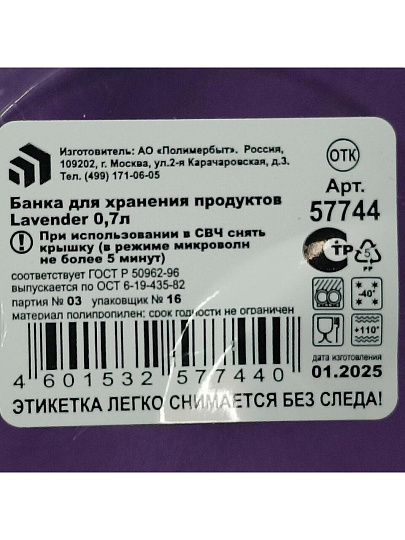 Изготовитель: АО «Полимербыт». Россия,
109202, г. Москва, ул.2-я Карачаровская, д.3.
Тел. (499) 171-06-05
ОТК
Банка для хранения продуктов
Lavender 0,7л
Арт.
57744
При использовании в СВЧ снять
крышку (в режиме микроволн
не более 5 минут)
СТР
5
PP
соответствует ГОСТ Р 50962-96
выпускается по ОСТ 6-19-435-82
партия № 03 упаковщик № 16
материал полипропилен: срок годности не ограничен
-40°
+110°
4 601532 577440
дата изготовления
01.2025
ЭТИКЕТКА ЛЕГКО СНИМАЕТСЯ БЕЗ СЛЕДА!